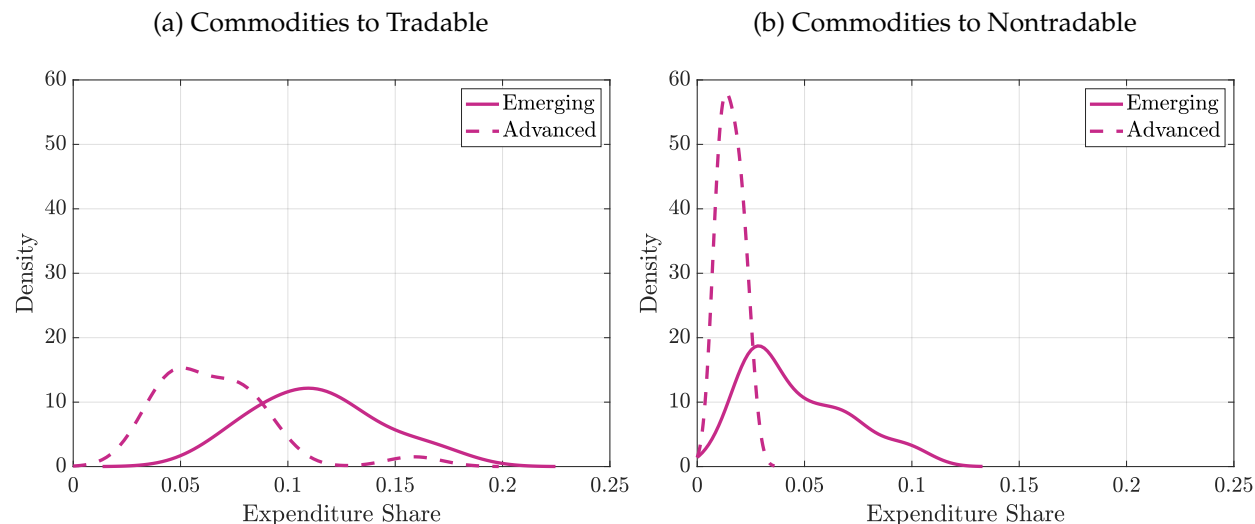 (a) Commodities to Tradable
60
50
40
30
20
10
0
Density
0 0.05 0.1 0.15 0.2 0.25
Expenditure Share
Emerging
Advanced
(b) Commodities to Nontradable
60
50
40
30
20
10
0
Density
0 0.05 0.1 0.15 0.2 0.25
Expenditure Share
Emerging
Advanced